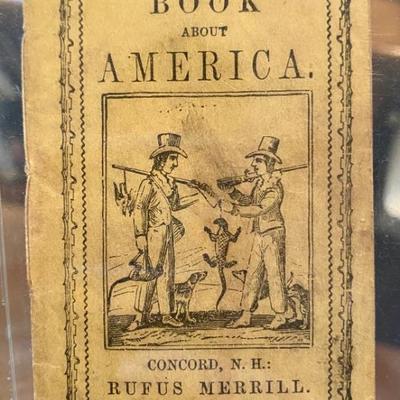 BOOK
ABOUT
AMERICA.
CONCORD, N. H.:
RUFUS MERRILL.